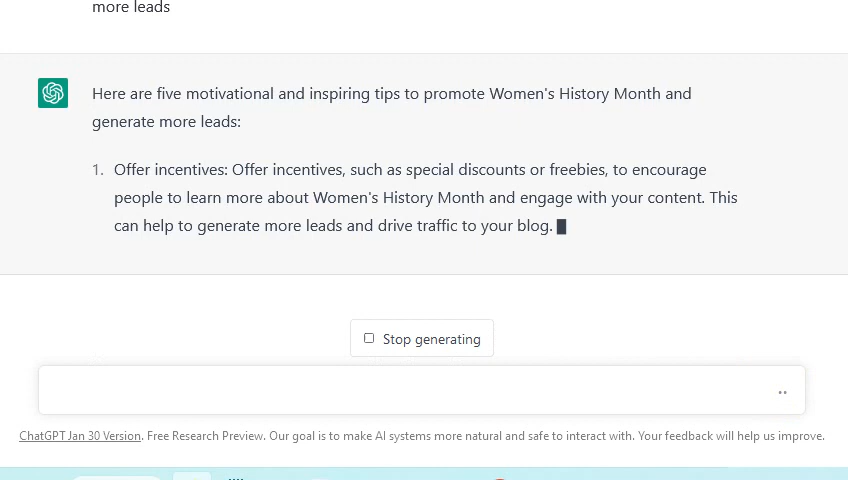 more leads
Here are five motivational and inspiring tips to promote Women's History Month and
generate more leads:
1. Offer incentives: Offer incentives, such as special discounts or freebies, to encourage
people to learn more about Women's History Month and engage with your content. This
can help to generate more leads and drive traffic to your blog.
Stop generating
ChatGPT Jan 30 Version. Free Research Preview. Our goal is to make AI systems more natural and safe to interact with. Your feedback will help us improve.